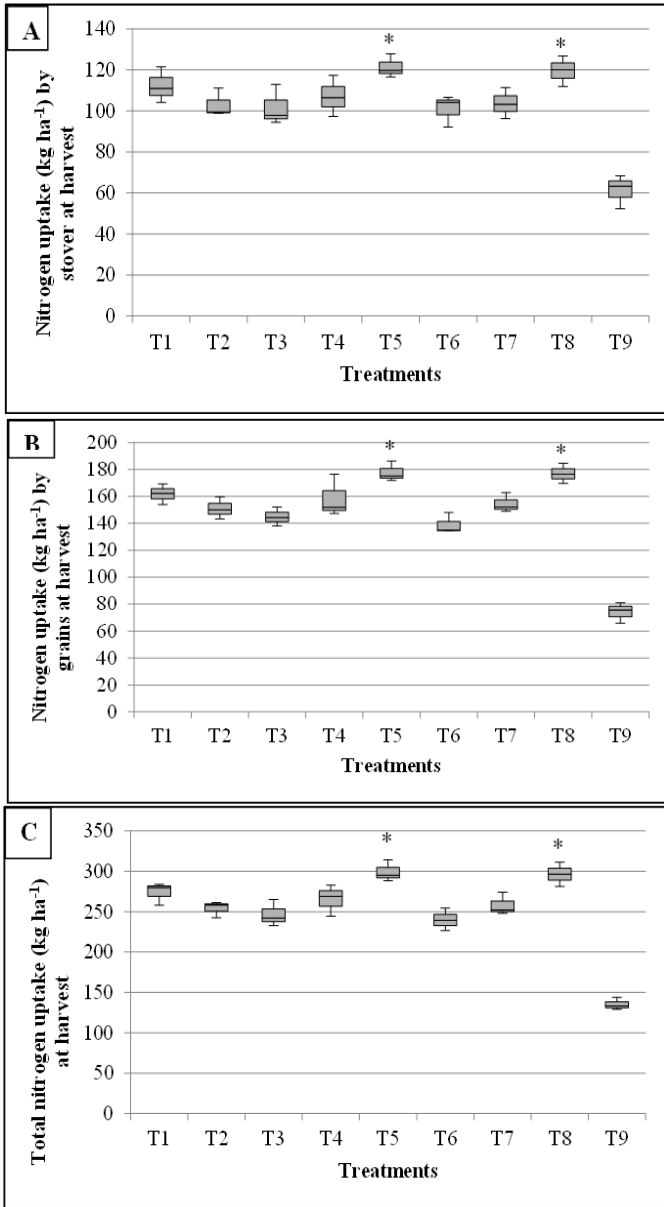 A
Nitrogen uptake (kg ha⁻¹) by
stover at harvest
140
120
100
80
60
40
20
0
* *
T1 T2 T3 T4 T5 T6 T7 T8 T9
Treatments
B
Nitrogen uptake (kg ha⁻¹) by
grains at harvest
200
180
160
140
120
100
80
60
40
20
0
* *
T1 T2 T3 T4 T5 T6 T7 T8 T9
Treatments
C
Total nitrogen uptake (kg ha⁻¹)
at harvest
350
300
250
200
150
100
50
0
* *
T1 T2 T3 T4 T5 T6 T7 T8 T9
Treatments